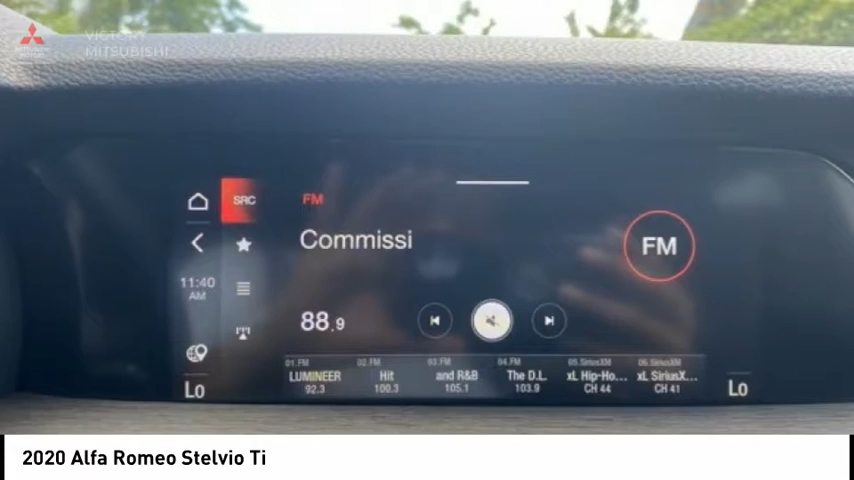 VICTORY
MITSUBISHI
SRC
FM
Commissi
FM
11:40
AM
88.9
01.FM
02.FM
03.FM
04.FM
05.SiriusXM
06.SiriusXM
LUMINEER
Hit
and R&B
The D.L.
xL Hip-Ho...
xL SiriusX...
92.3
100.3
105.1
103.9
CH 44
CH 41
Lo
Lo
2020 Alfa Romeo Stelvio Ti